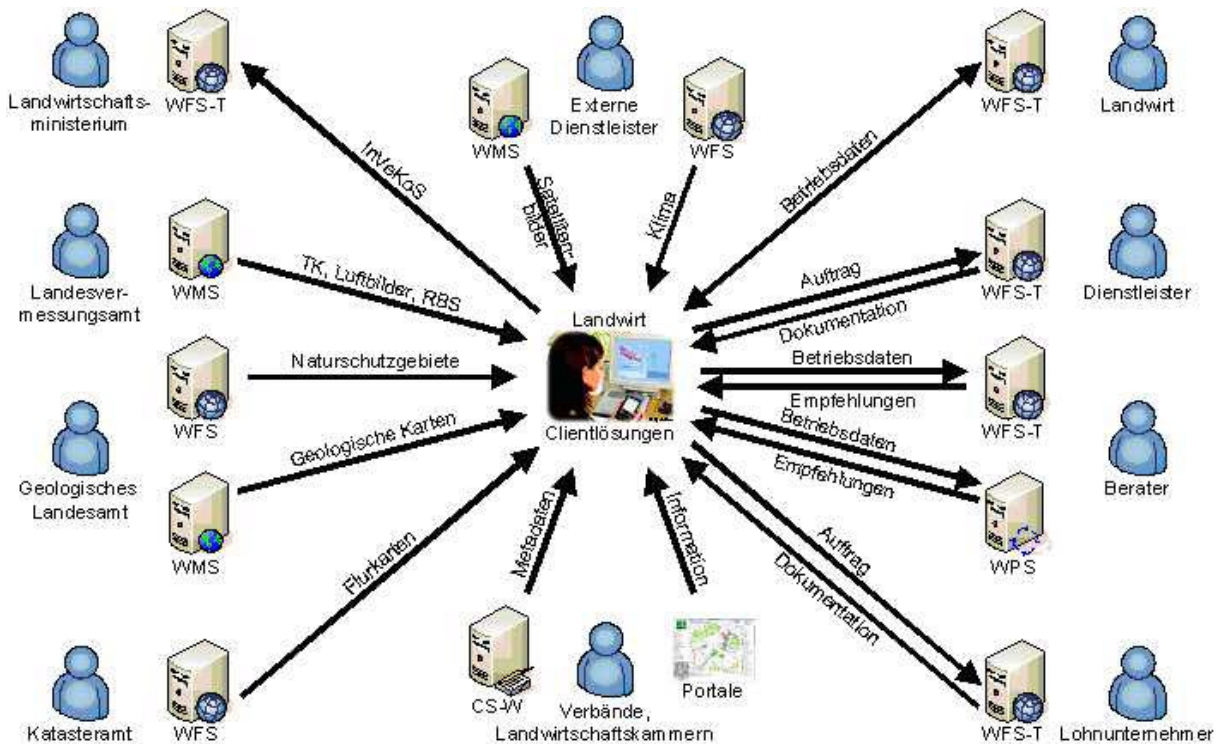 Landwirtschafts-
ministerium
WFS-T
InVeKoS
WMS
Externe
Dienstleister
WFS
Satelliten-
bilder
Klima
WFS-T
Landwirt
Betriebsdaten
Landesver-
messungsamt
WMS
TK, Luftbilder, RBS
Auftrag
Dokumentation
WFS-T
Dienstleister
Landwirt
Clientlösungen
Naturschutzgebiete
WFS
Geologische Karten
Geologisches
Landesamt
WMS
Betriebsdaten
Empfehlungen
WFS-T
Betriebsdaten
Empfehlungen
Berater
WPS
Flurkarten
Katasteramt
WFS
Metadaten
CS-W
Verbände,
Landwirtschaftskammern
Information
Portale
Auftrag
Dokumentation
WFS-T
Lohnunternehmer